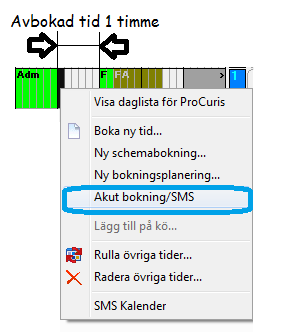 Avbokad tid 1 timme
Adm F FA 1
Visa daglista för ProCuris
Boka ny tid...
Ny schemabokning...
Ny bokningsplanering...
Akut bokning/SMS
Lägg till på kö...
Rulla övriga tider...
Radera övriga tider...
SMS Kalender